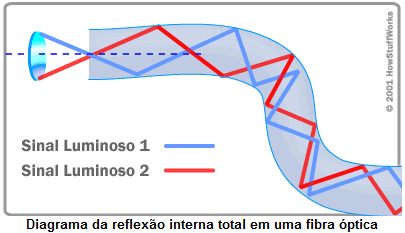 © 2001 HowStuffWorks
Sinal Luminoso 1
Sinal Luminoso 2
Diagrama da reflexão interna total em uma fibra óptica